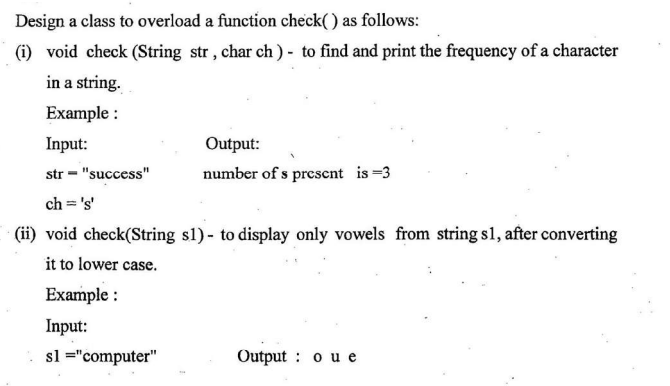 Design a class to overload a function check( ) as follows:
(i) void check (String str , char ch ) - to find and print the frequency of a character
in a string.
Example :
Input: Output:
str = "success" number of s present is =3
ch = 's'
(ii) void check(String s1) - to display only vowels from string s1, after converting
it to lower case.
Example :
Input:
s1 ="computer" Output : o u e